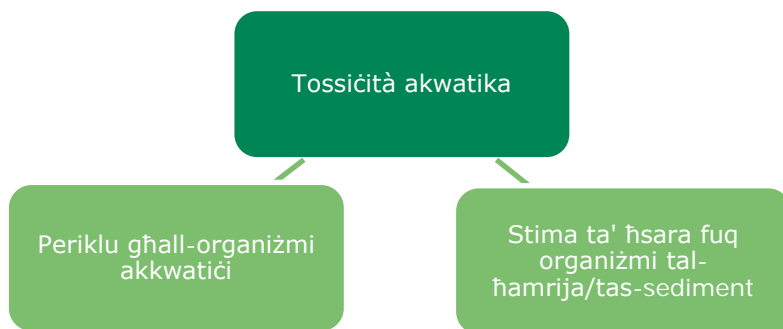 Tossiċità akwatika
Periklu għall-organiżmi
akkwatiċi
Stima ta' ħsara fuq
organiżmi tal-
ħamrija/tas-sediment